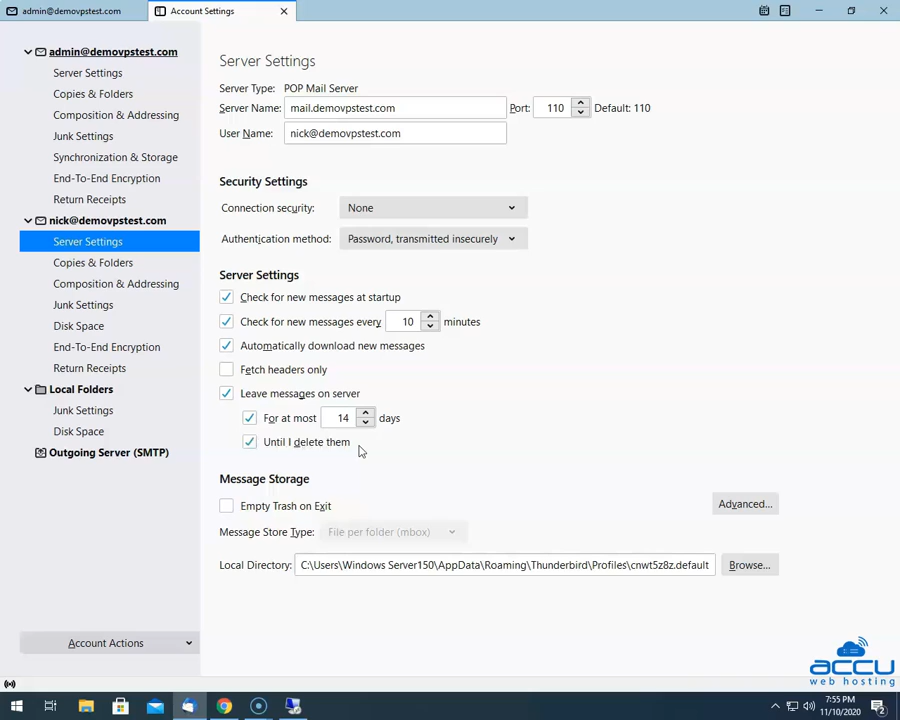 admin@demovpstest.com
Account Settings
admin@demovpstest.com
Server Settings
Copies & Folders
Composition & Addressing
Junk Settings
Synchronization & Storage
End-To-End Encryption
Return Receipts
nick@demovpstest.com
Server Settings
Copies & Folders
Composition & Addressing
Junk Settings
Disk Space
End-To-End Encryption
Return Receipts
Local Folders
Junk Settings
Disk Space
Outgoing Server (SMTP)
Account Actions
Server Settings
Server Type: POP Mail Server
Server Name: mail.demovpstest.com Port: 110 Default: 110
User Name: nick@demovpstest.com
Security Settings
Connection security: None
Authentication method: Password, transmitted insecurely
Server Settings
Check for new messages at startup
Check for new messages every 10 minutes
Automatically download new messages
Fetch headers only
Leave messages on server
For at most 14 days
Until I delete them
Message Storage
Empty Trash on Exit
Advanced...
Message Store Type: File per folder (mbox)
Local Directory: C:\Users\Windows Server150\AppData\Roaming\Thunderbird\Profiles\cnwt5z8z.default Browse...
accu
web hosting
7:55 PM
11/10/2020
2